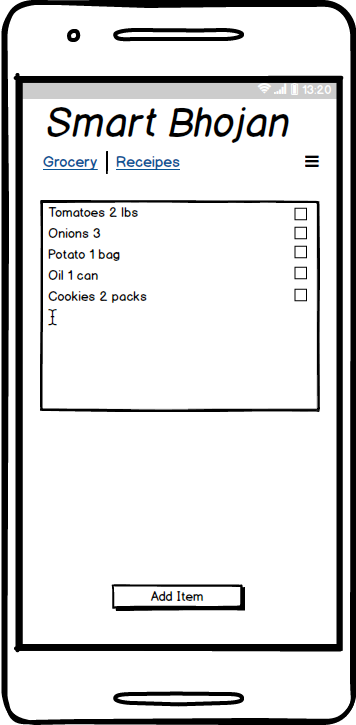 13:20
Smart Bhojan
Grocery
Receipes
Tomatoes 2 lbs
Onions 3
Potato 1 bag
Oil 1 can
Cookies 2 packs
Add Item